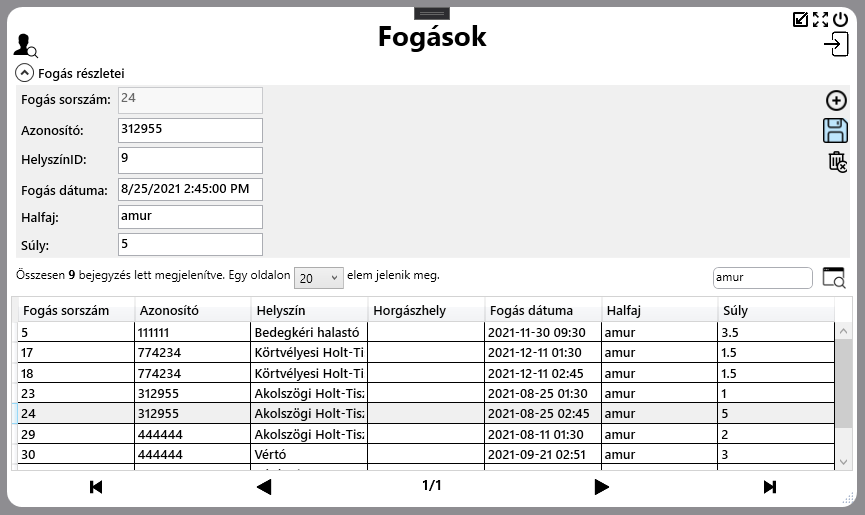 Fogások
Fogás részletei
Fogás sorszám: 24
Azonosító: 312955
HelyszínID: 9
Fogás dátuma: 8/25/2021 2:45:00 PM
Halfaj: amur
Súly: 5
Összesen 9 bejegyzés lett megjelenítve. Egy oldalon 20 elem jelenik meg. amur
Fogás sorszám Azonosító Helyszín Horgászhely Fogás dátuma Halfaj Súly
5 111111 Bedegkéri halastó 2021-11-30 09:30 amur 3.5
17 774234 Körtvélyesi Holt-Ti 2021-12-11 01:30 amur 1.5
18 774234 Körtvélyesi Holt-Ti 2021-12-11 02:45 amur 1.5
23 312955 Akolszögi Holt-Tisz 2021-08-25 01:30 amur 1
24 312955 Akolszögi Holt-Tisz 2021-08-25 02:45 amur 5
29 444444 Akolszögi Holt-Tisz 2021-08-11 01:30 amur 2
30 444444 Vértó 2021-09-21 02:51 amur 3
1/1